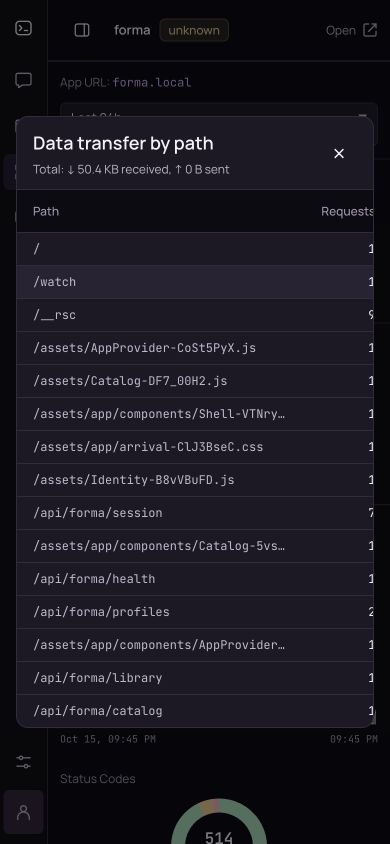 forma unknown Open
App URL: forma.local
Data transfer by path
Total: ↓ 50.4 KB received, ↑ 0 B sent
Path Requests
/ 1
/watch 1
/__rsc 9
/assets/AppProvider-CoSt5PyX.js 1
/assets/Catalog-DF7_00H2.js 1
/assets/app/components/Shell-VTNry… 1
/assets/app/arrival-ClJ3BseC.css 1
/assets/Identity-B8vVBuFD.js 1
/api/forma/session 7
/assets/app/components/Catalog-5vs… 1
/api/forma/health 1
/api/forma/profiles 2
/assets/app/components/AppProvider… 1
/api/forma/library 1
/api/forma/catalog 1
Oct 15, 09:45 PM 09:45 PM
Status Codes
514